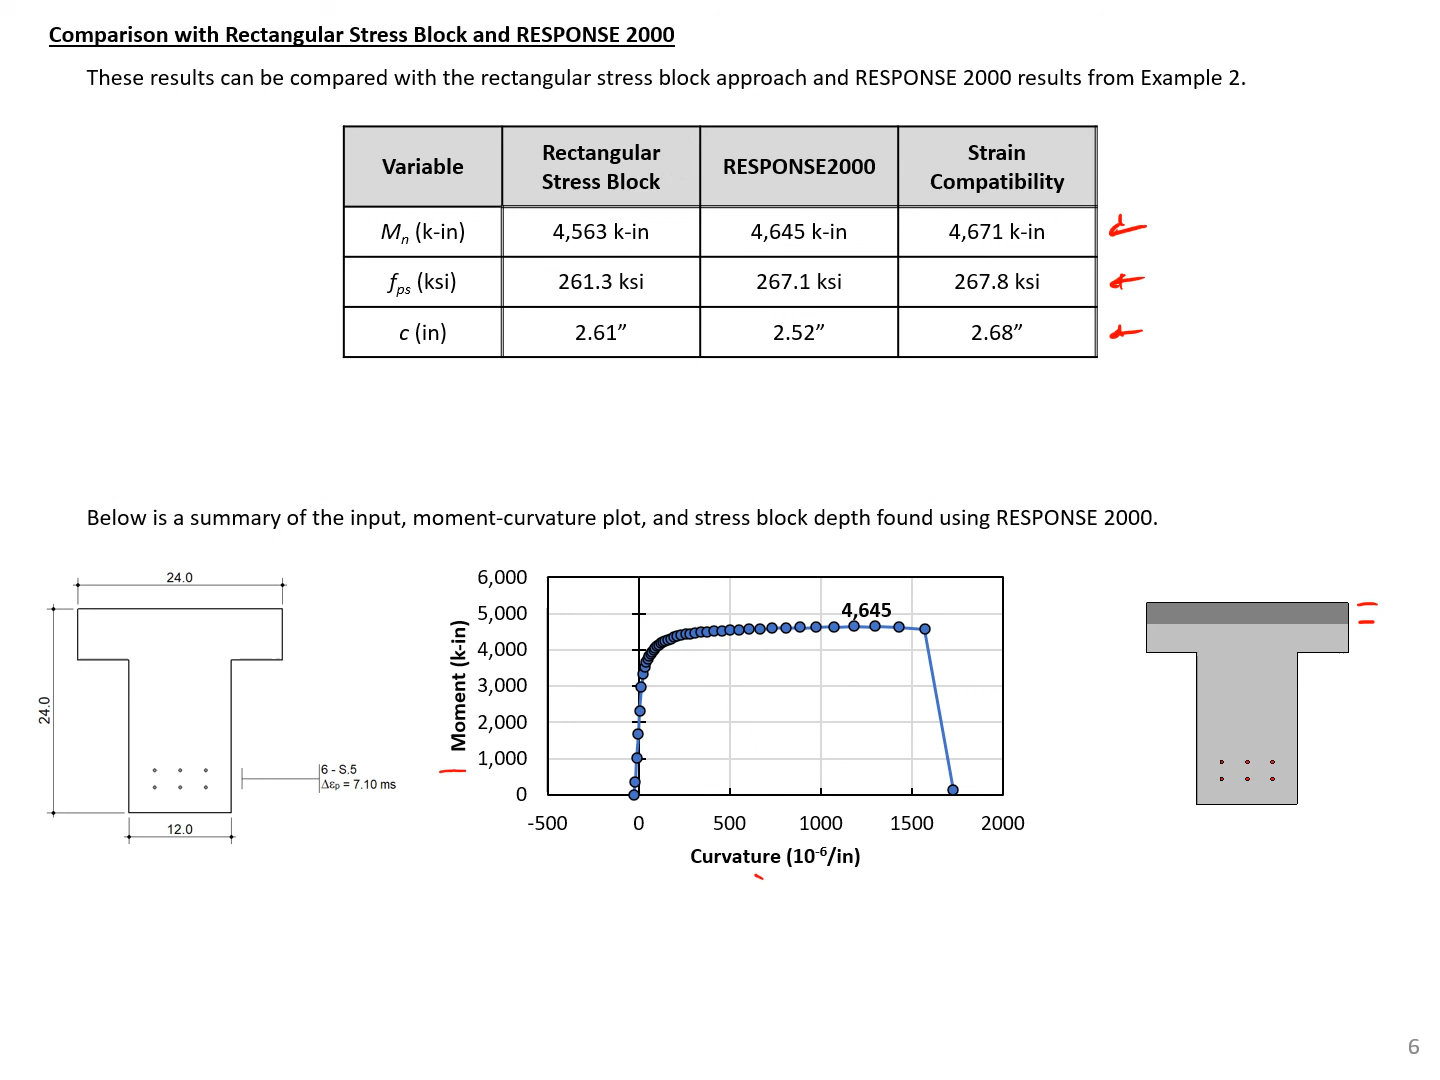 Comparison with Rectangular Stress Block and RESPONSE 2000
These results can be compared with the rectangular stress block approach and RESPONSE 2000 results from Example 2.
Variable
Rectangular
Stress Block
RESPONSE2000
Strain
Compatibility
Mn (k-in)
4,563 k-in
4,645 k-in
4,671 k-in
fps (ksi)
261.3 ksi
267.1 ksi
267.8 ksi
c (in)
2.61”
2.52”
2.68”
Below is a summary of the input, moment-curvature plot, and stress block depth found using RESPONSE 2000.
24.0
24.0
6 - S.5
Δεp = 7.10 ms
12.0
Moment (k-in)
6,000
5,000
4,000
3,000
2,000
1,000
0
4,645
-500
0
500
1000
1500
2000
Curvature (10-6/in)
6